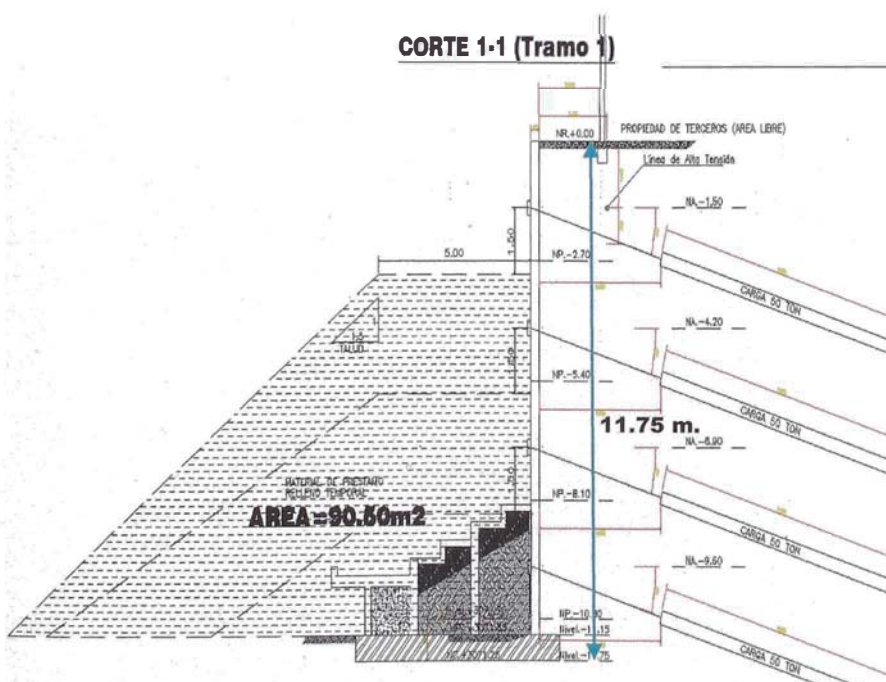 CORTE 1-1 (Tramo 1)
NR.+0.00
PROPIEDAD DE TERCEROS (AREA LIBRE)
Línea de Alta Tensión
NA.-1.50
1.50
5.00
NP.-2.70
CARGA 50 TON
NA.-4.20
1.5
TALUD
NP.-5.40
11.75 m.
CARGA 50 TON
NA.-6.90
MATERIAL DE PRESTAMO
RELLENO TEMPORAL
AREA=90.50m2
NP.-8.10
CARGA 50 TON
NA.-9.60
CARGA 50 TON